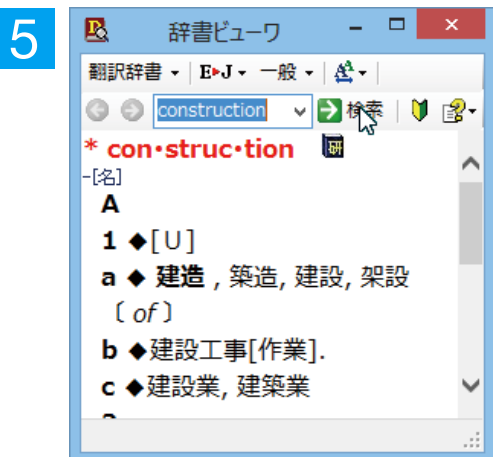 5
辞書ビューワ
翻訳辞書 E▸J 一般 A
construction 検索
* con・struc・tion 研
-[名]
A
1 ◆[U]
a ◆ 建造 , 築造, 建設, 架設
〔 of 〕
b ◆建設工事[作業].
c ◆建設業, 建築業